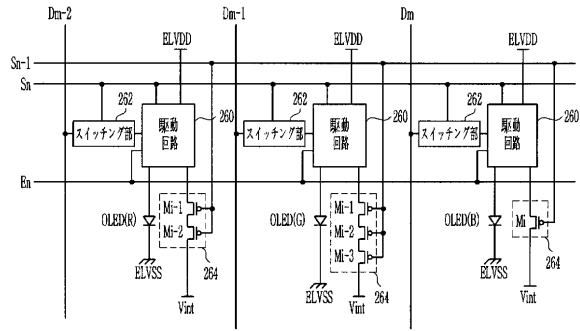 Dm-2 Dm-1 Dm
ELVDD ELVDD ELVDD
Sn-1
Sn
262 260 262 260 262 260
スイッチング部 駆動回路 スイッチング部 駆動回路 スイッチング部 駆動回路
En
OLED(R) Mi-1 OLED(G) Mi-1 OLED(B) Mi
Mi-2 Mi-2
Mi-3
264 264 264
ELVSS ELVSS ELVSS
Vint Vint Vint